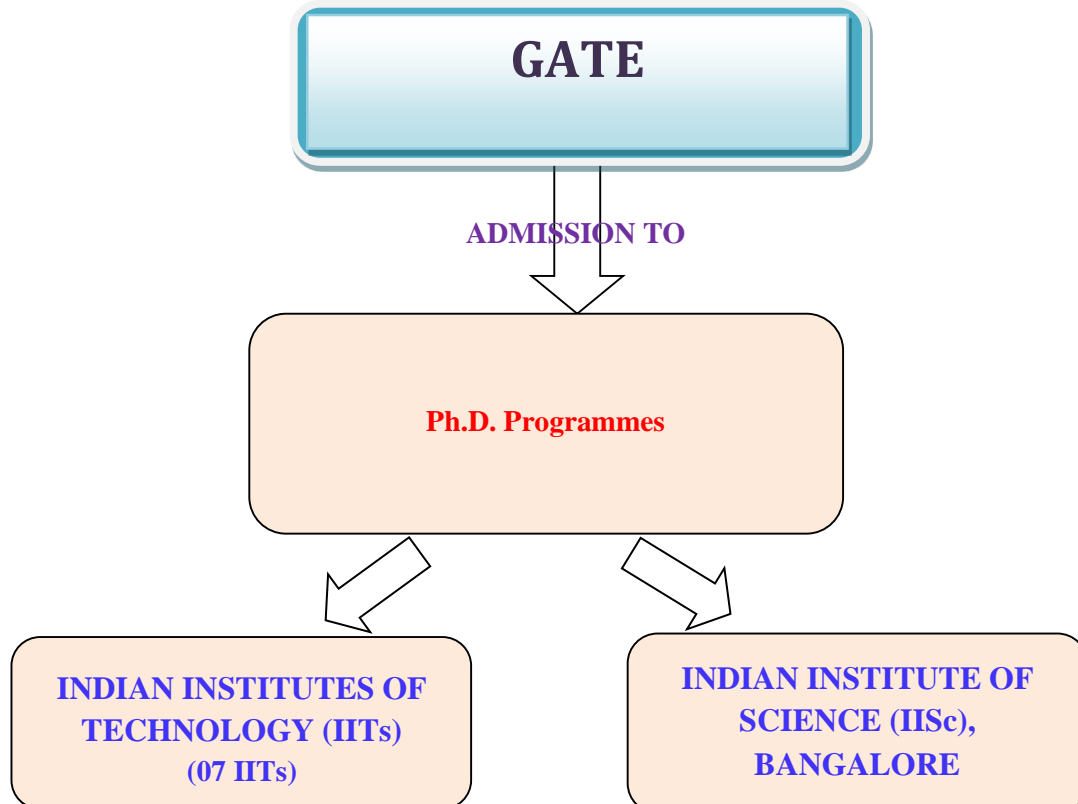 GATE
ADMISSION TO
Ph.D. Programmes
INDIAN INSTITUTES OF
TECHNOLOGY (IITs)
(07 IITs)
INDIAN INSTITUTE OF
SCIENCE (IISc),
BANGALORE